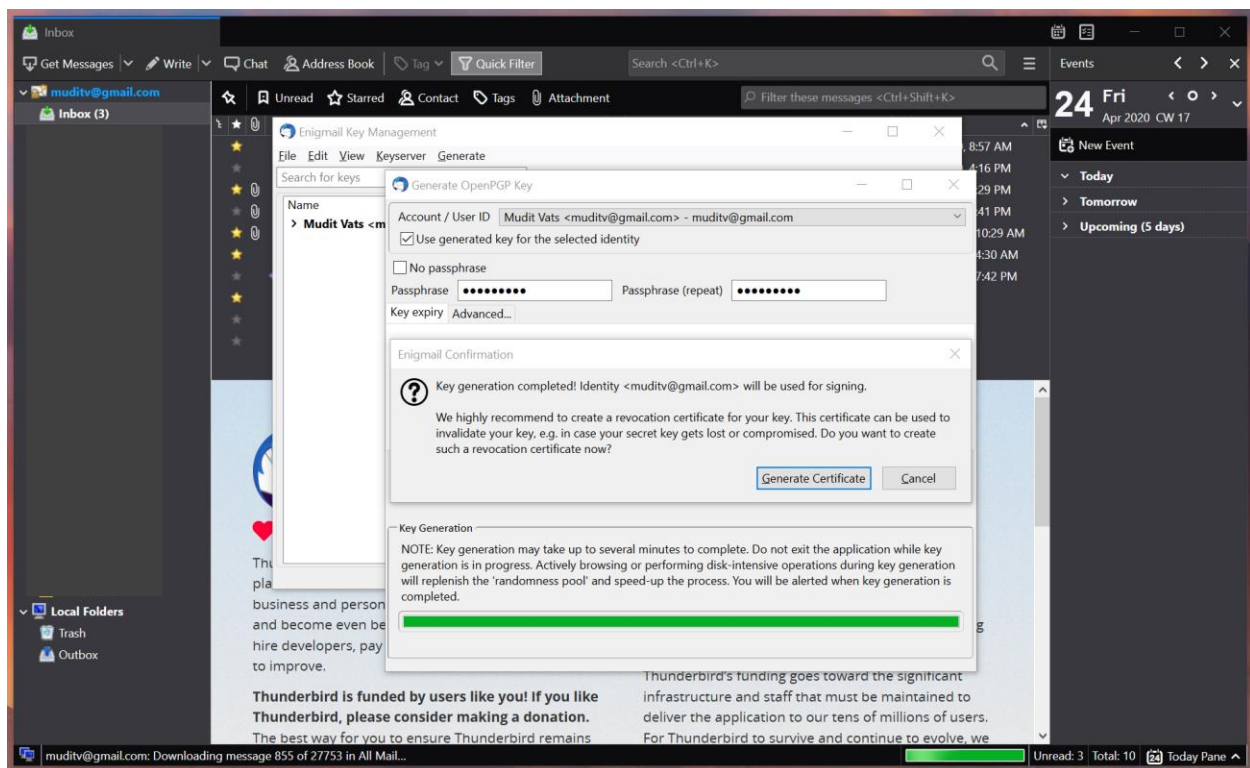 Inbox
Get Messages Write Chat Address Book Tag Quick Filter Search <Ctrl+K> Events
muditv@gmail.com
Inbox (3)
Unread Starred Contact Tags Attachment Filter these messages <Ctrl+Shift+K>
24 Fri
Apr 2020 CW 17
New Event
Today
Tomorrow
Upcoming (5 days)
8:57 AM
4:16 PM
:29 PM
:41 PM
10:29 AM
4:30 AM
7:42 PM
Enigmail Key Management
File Edit View Keyserver Generate
Search for keys
Name
Mudit Vats <m
Generate OpenPGP Key
Account / User ID Mudit Vats <muditv@gmail.com> - muditv@gmail.com
Use generated key for the selected identity
No passphrase
Passphrase ●●●●●●●●● Passphrase (repeat) ●●●●●●●●●
Key expiry Advanced...
Enigmail Confirmation
Key generation completed! Identity <muditv@gmail.com> will be used for signing.
We highly recommend to create a revocation certificate for your key. This certificate can be used to
invalidate your key, e.g. in case your secret key gets lost or compromised. Do you want to create
such a revocation certificate now?
Generate Certificate Cancel
Key Generation
NOTE: Key generation may take up to several minutes to complete. Do not exit the application while key
generation is in progress. Actively browsing or performing disk-intensive operations during key generation
will replenish the 'randomness pool' and speed-up the process. You will be alerted when key generation is
completed.
Local Folders
Trash
Outbox
business and person
and become even be
hire developers, pay
to improve.
Thunderbird is funded by users like you! If you like
Thunderbird, please consider making a donation.
The best way for you to ensure Thunderbird remains
Thunderbird's funding goes toward the significant
infrastructure and staff that must be maintained to
deliver the application to our tens of millions of users.
For Thunderbird to survive and continue to evolve, we
muditv@gmail.com: Downloading message 855 of 27753 in All Mail... Unread: 3 Total: 10 24 Today Pane